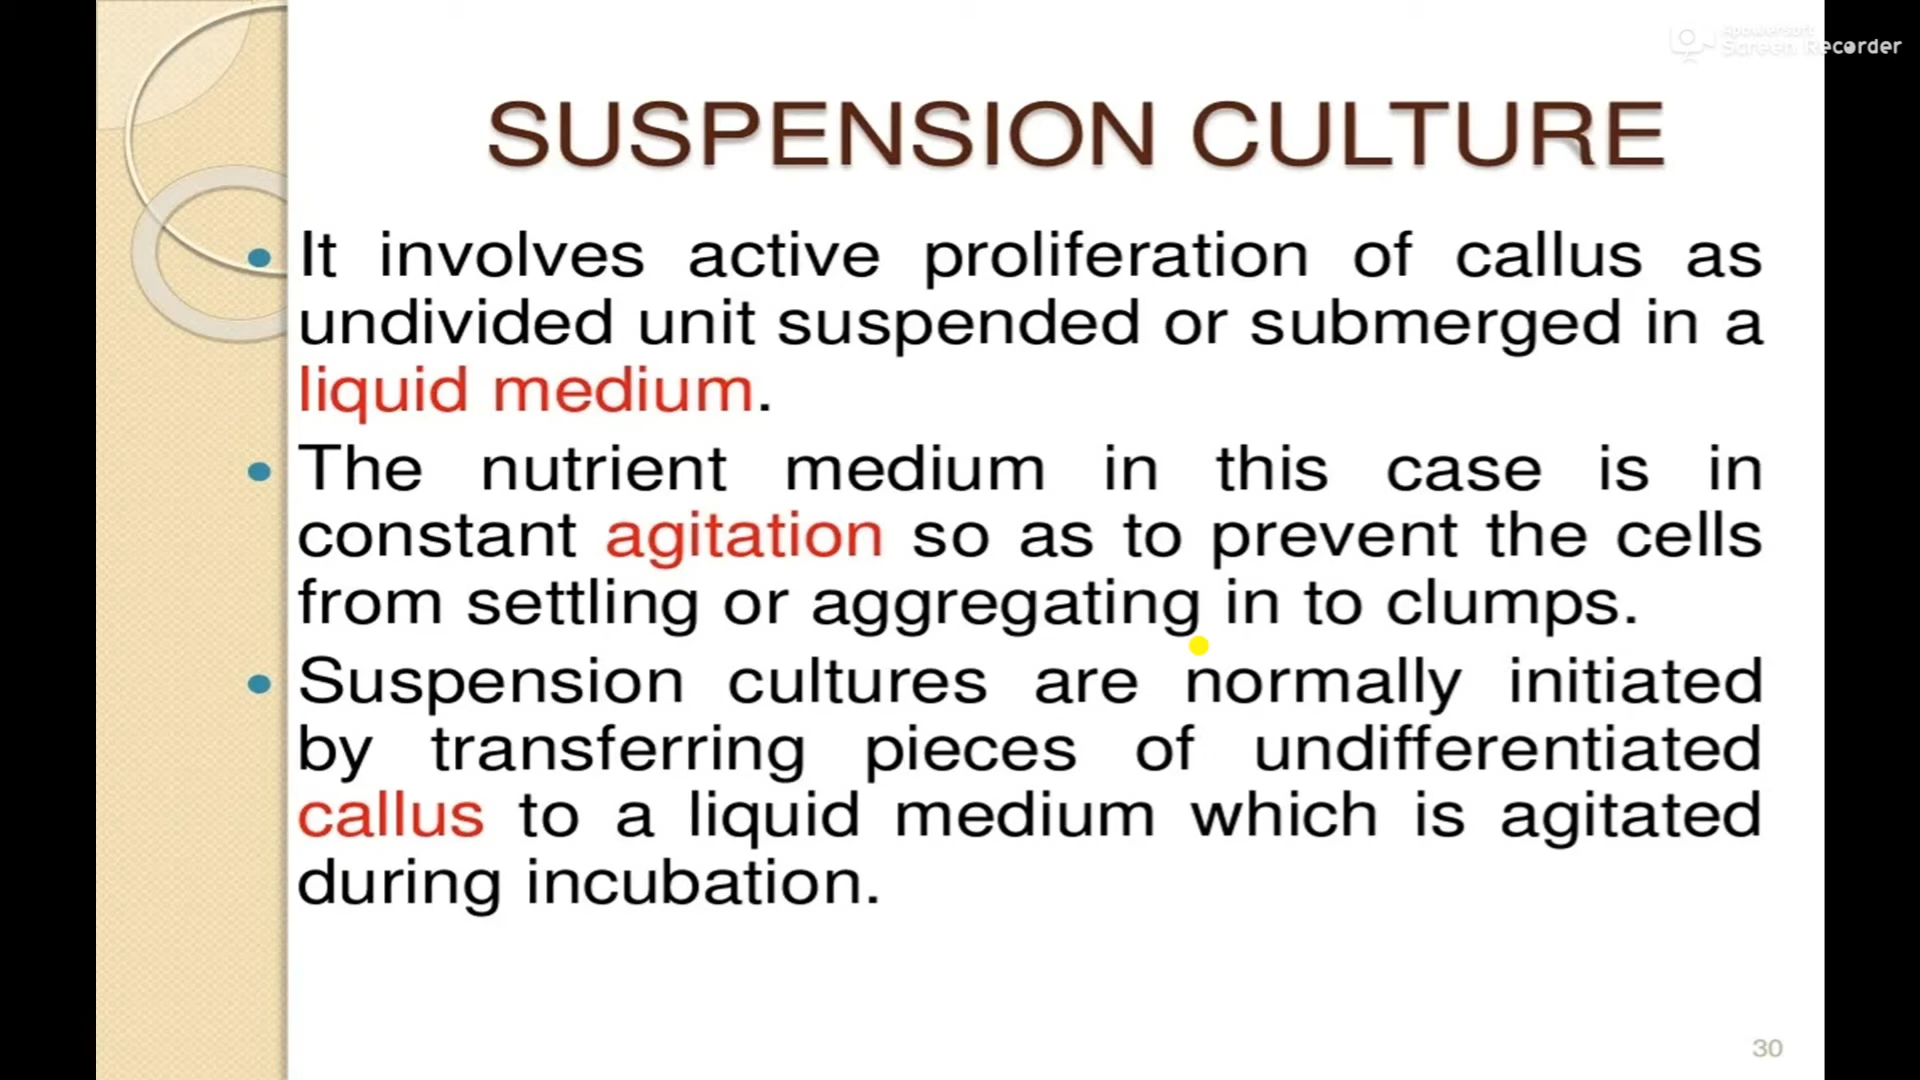 Apowersoft
Screen Recorder
SUSPENSION CULTURE
It involves active proliferation of callus as
undivided unit suspended or submerged in a
liquid medium.
The nutrient medium in this case is in
constant agitation so as to prevent the cells
from settling or aggregating in to clumps.
Suspension cultures are normally initiated
by transferring pieces of undifferentiated
callus to a liquid medium which is agitated
during incubation.
30